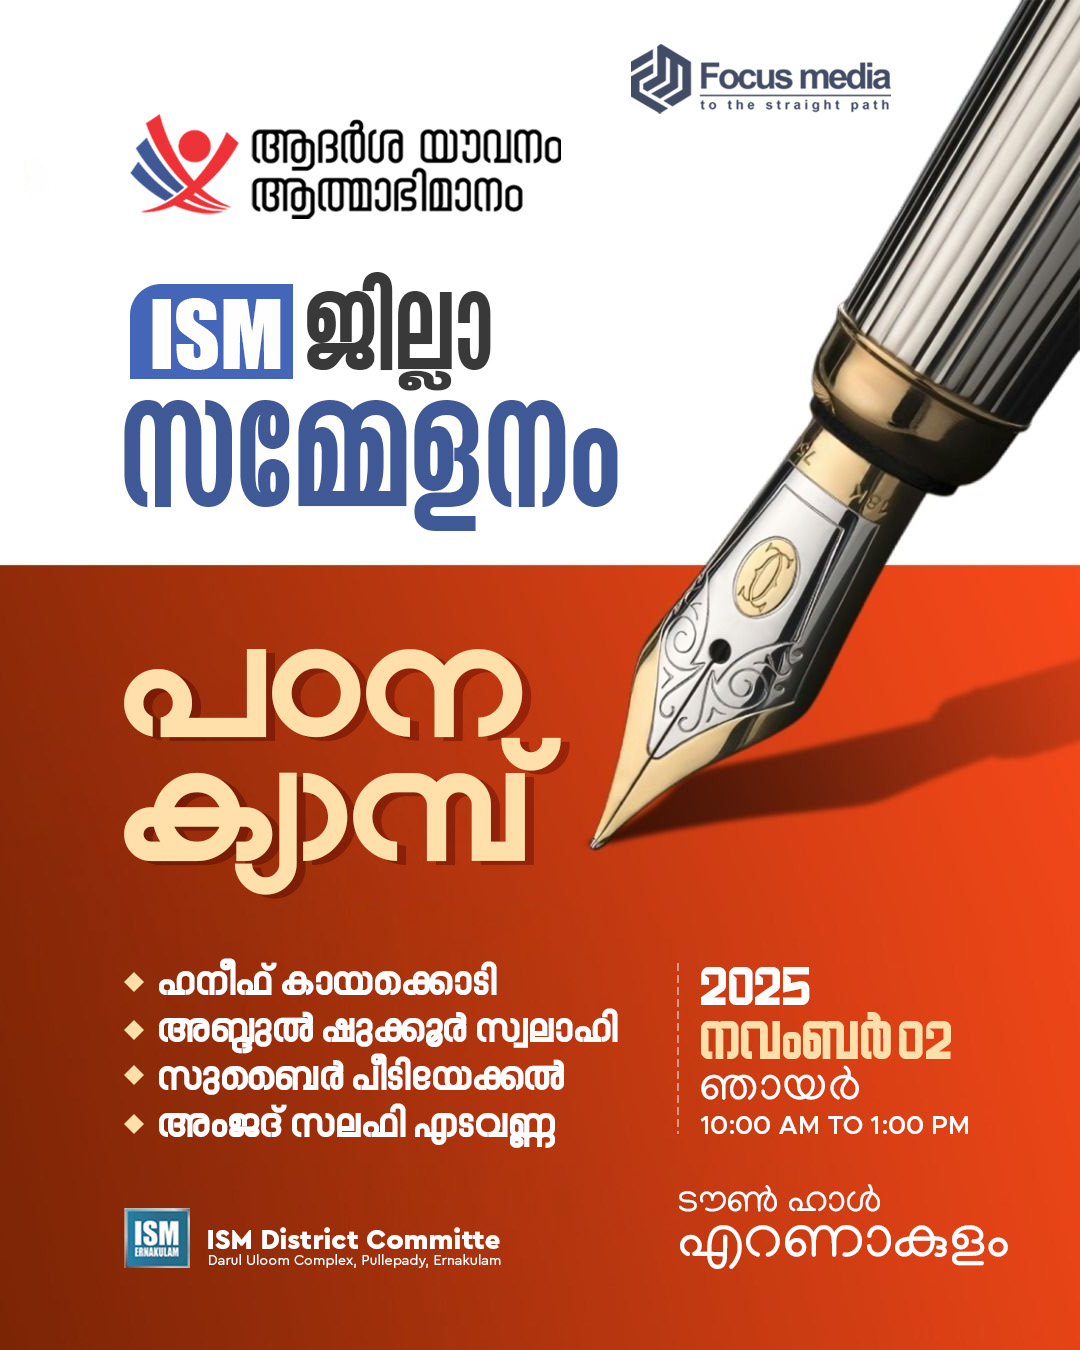 Focus media
to the straight path
ആദർശ യൗവനം
ആത്മാഭിമാനം
ISM ജില്ലാ
സമ്മേളനം
പഠന
ക്യാമ്പ്
ഹനീഫ് കായക്കൊടി
അബ്ദുൽ ഷുക്കൂർ സ്വലാഹി
സുബൈർ പീടിയേക്കൽ
അംജദ് സലഫി എടവണ്ണ
2025
നവംബർ 02
ഞായർ
10:00 AM TO 1:00 PM
ടൗൺ ഹാൾ
എറണാകുളം
ISM
ERNAKULAM
ISM District Committe
Darul Uloom Complex, Pullepady, Ernakulam